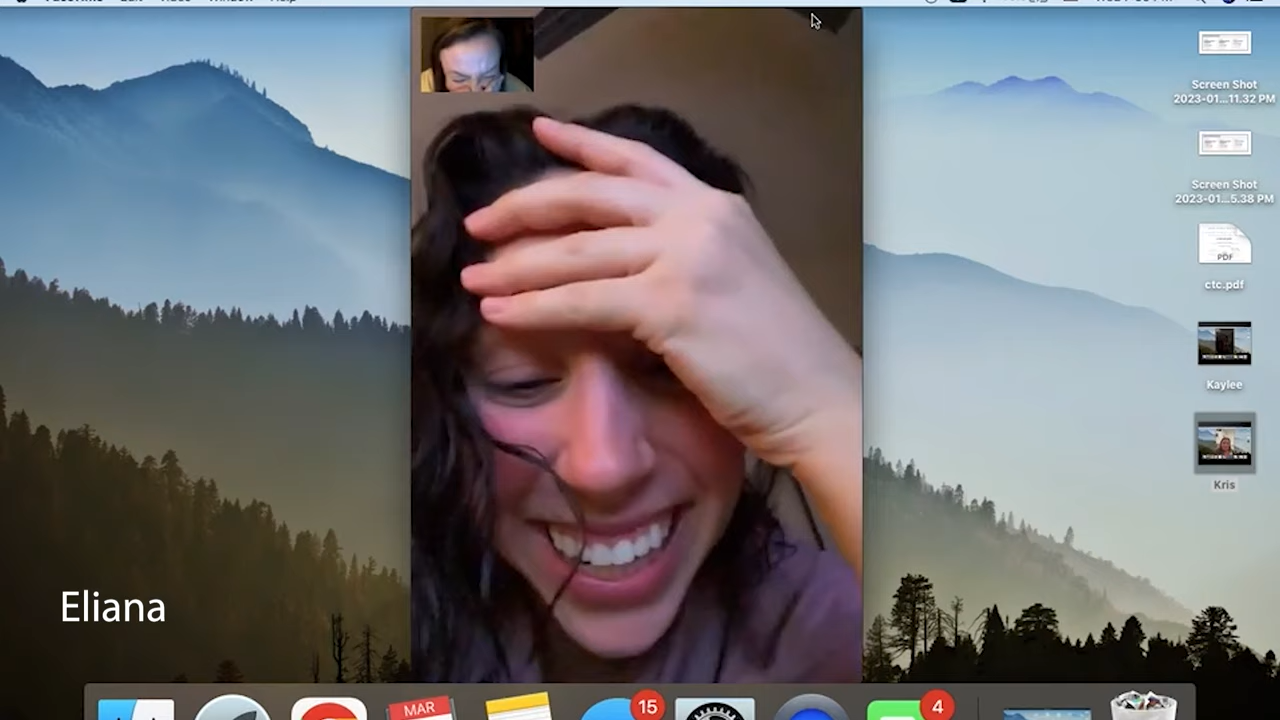 Screen Shot
2023-01...11.32 PM
Screen Shot
2023-01...5.38 PM
PDF
ctc.pdf
Kaylee
Kris
Eliana
MAR
15
4